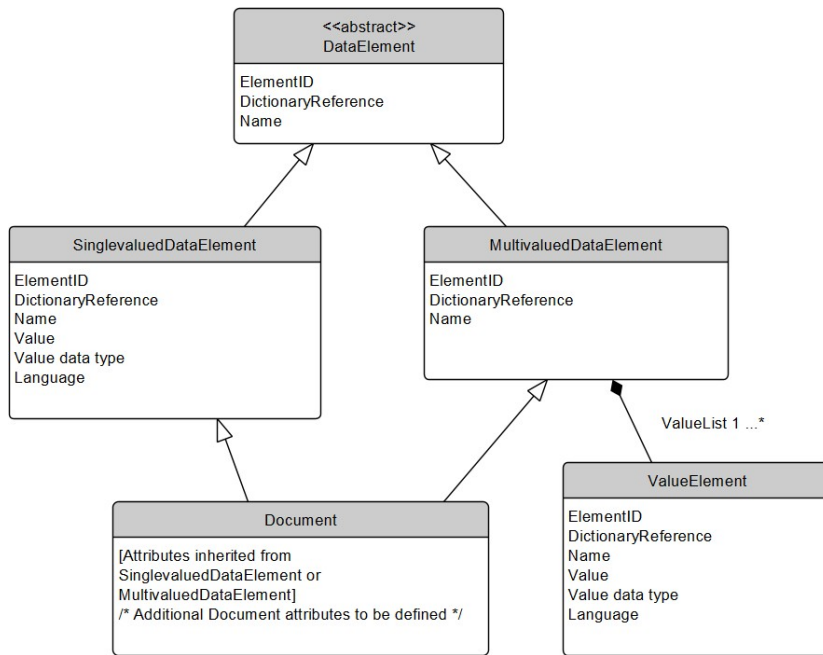 <<abstract>>
DataElement
ElementID
DictionaryReference
Name
SinglevaluedDataElement
ElementID
DictionaryReference
Name
Value
Value data type
Language
MultivaluedDataElement
ElementID
DictionaryReference
Name
ValueList 1 ...*
Document
[Attributes inherited from
SinglevaluedDataElement or
MultivaluedDataElement]
/* Additional Document attributes to be defined */
ValueElement
ElementID
DictionaryReference
Name
Value
Value data type
Language